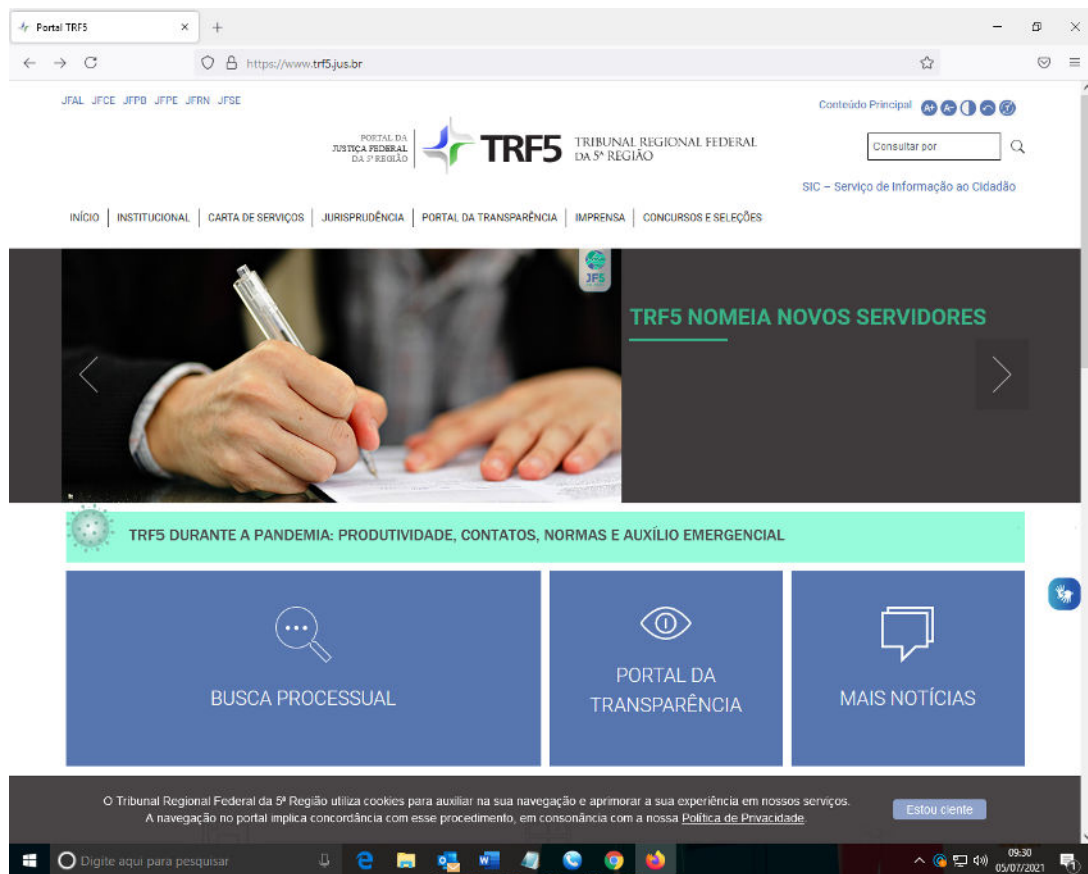 Portal TRF5
https://www.trf5.jus.br
JFAL JFCE JFPB JFPE JFRN JFSE
Conteúdo Principal A+ A-
PORTAL DA
JUSTIÇA FEDERAL
DA 5ª REGIÃO
TRF5
TRIBUNAL REGIONAL FEDERAL
DA 5ª REGIÃO
Consultar por
SIC – Serviço de Informação ao Cidadão
INÍCIO INSTITUCIONAL CARTA DE SERVIÇOS JURISPRUDÊNCIA PORTAL DA TRANSPARÊNCIA IMPRENSA CONCURSOS E SELEÇÕES
JF5
TRF5 NOMEIA NOVOS SERVIDORES
TRF5 DURANTE A PANDEMIA: PRODUTIVIDADE, CONTATOS, NORMAS E AUXÍLIO EMERGENCIAL
BUSCA PROCESSUAL
PORTAL DA
TRANSPARÊNCIA
MAIS NOTÍCIAS
O Tribunal Regional Federal da 5ª Região utiliza cookies para auxiliar na sua navegação e aprimorar a sua experiência em nossos serviços.
A navegação no portal implica concordância com esse procedimento, em consonância com a nossa Política de Privacidade.
Estou ciente
Digite aqui para pesquisar
09:30
05/07/2021
1